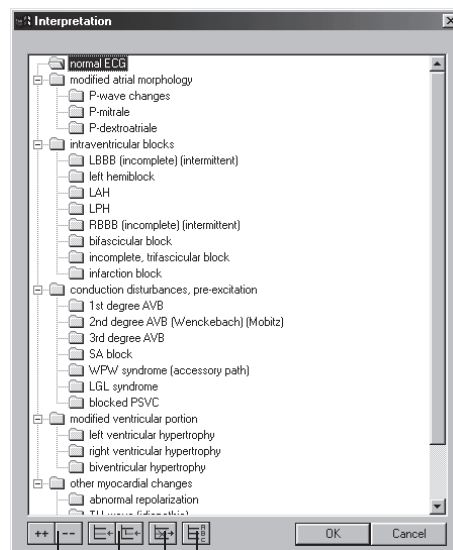 Interpretation
normal ECG
modified atrial morphology
P-wave changes
P-mitrale
P-dextroatriale
intraventricular blocks
LBBB (incomplete) (intermittent)
left hemiblock
LAH
LPH
RBBB (incomplete) (intermittent)
bifascicular block
incomplete, trifascicular block
infarction block
conduction disturbances, pre-excitation
1st degree AVB
2nd degree AVB (Wenckebach) (Mobitz)
3rd degree AVB
SA block
WPW syndrome (accessory path)
LGL syndrome
blocked PSVC
modified ventricular portion
left ventricular hypertrophy
right ventricular hypertrophy
biventricular hypertrophy
other myocardial changes
abnormal repolarization
++ -- OK Cancel